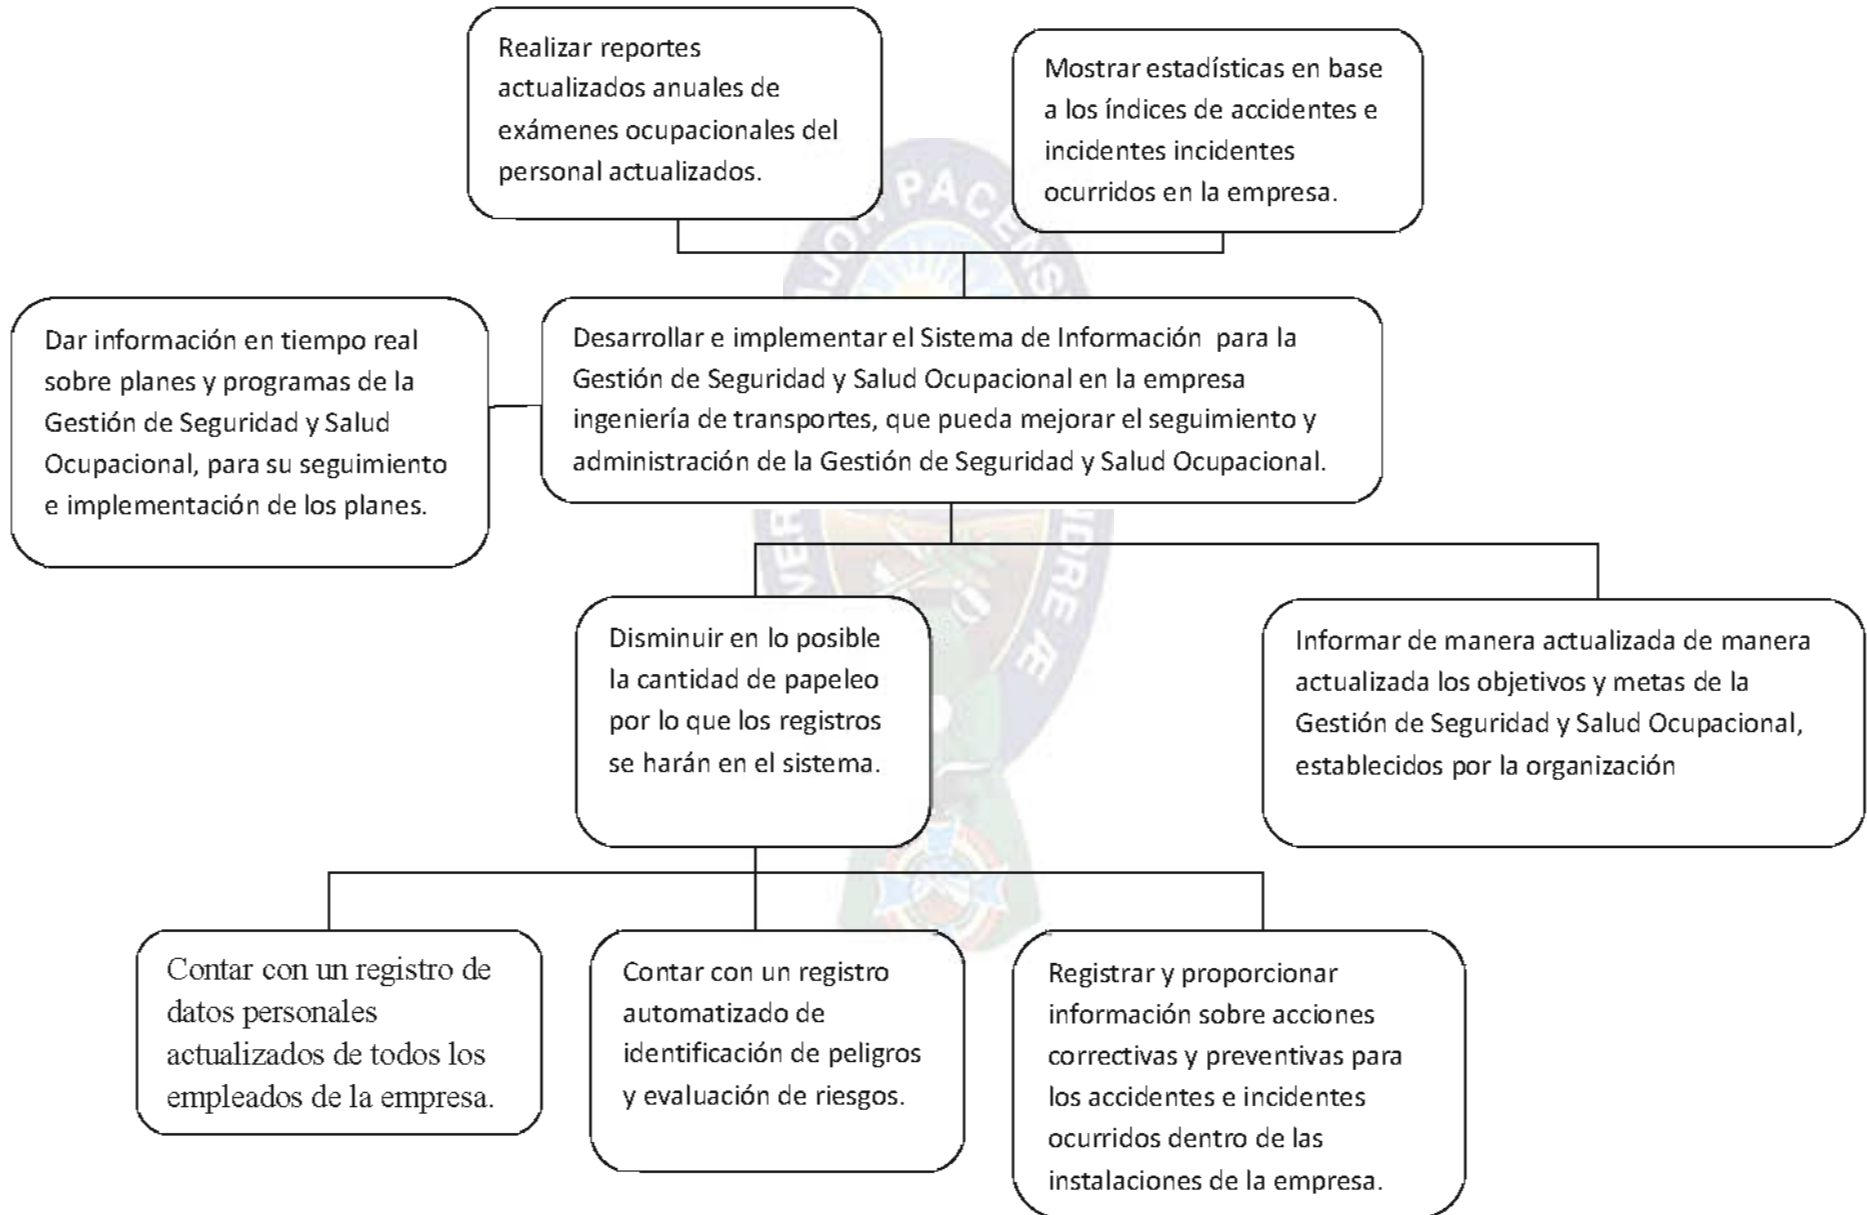 Realizar reportes
actualizados anuales de
exámenes ocupacionales del
personal actualizados.
Mostrar estadísticas en base
a los índices de accidentes e
incidentes incidentes
ocurridos en la empresa.
Dar información en tiempo real
sobre planes y programas de la
Gestión de Seguridad y Salud
Ocupacional, para su seguimiento
e implementación de los planes.
Desarrollar e implementar el Sistema de Información para la
Gestión de Seguridad y Salud Ocupacional en la empresa
ingeniería de transportes, que pueda mejorar el seguimiento y
administración de la Gestión de Seguridad y Salud Ocupacional.
Disminuir en lo posible
la cantidad de papeleo
por lo que los registros
se harán en el sistema.
Informar de manera actualizada de manera
actualizada los objetivos y metas de la
Gestión de Seguridad y Salud Ocupacional,
establecidos por la organización
Contar con un registro de
datos personales
actualizados de todos los
empleados de la empresa.
Contar con un registro
automatizado de
identificación de peligros
y evaluación de riesgos.
Registrar y proporcionar
información sobre acciones
correctivas y preventivas para
los accidentes e incidentes
ocurridos dentro de las
instalaciones de la empresa.